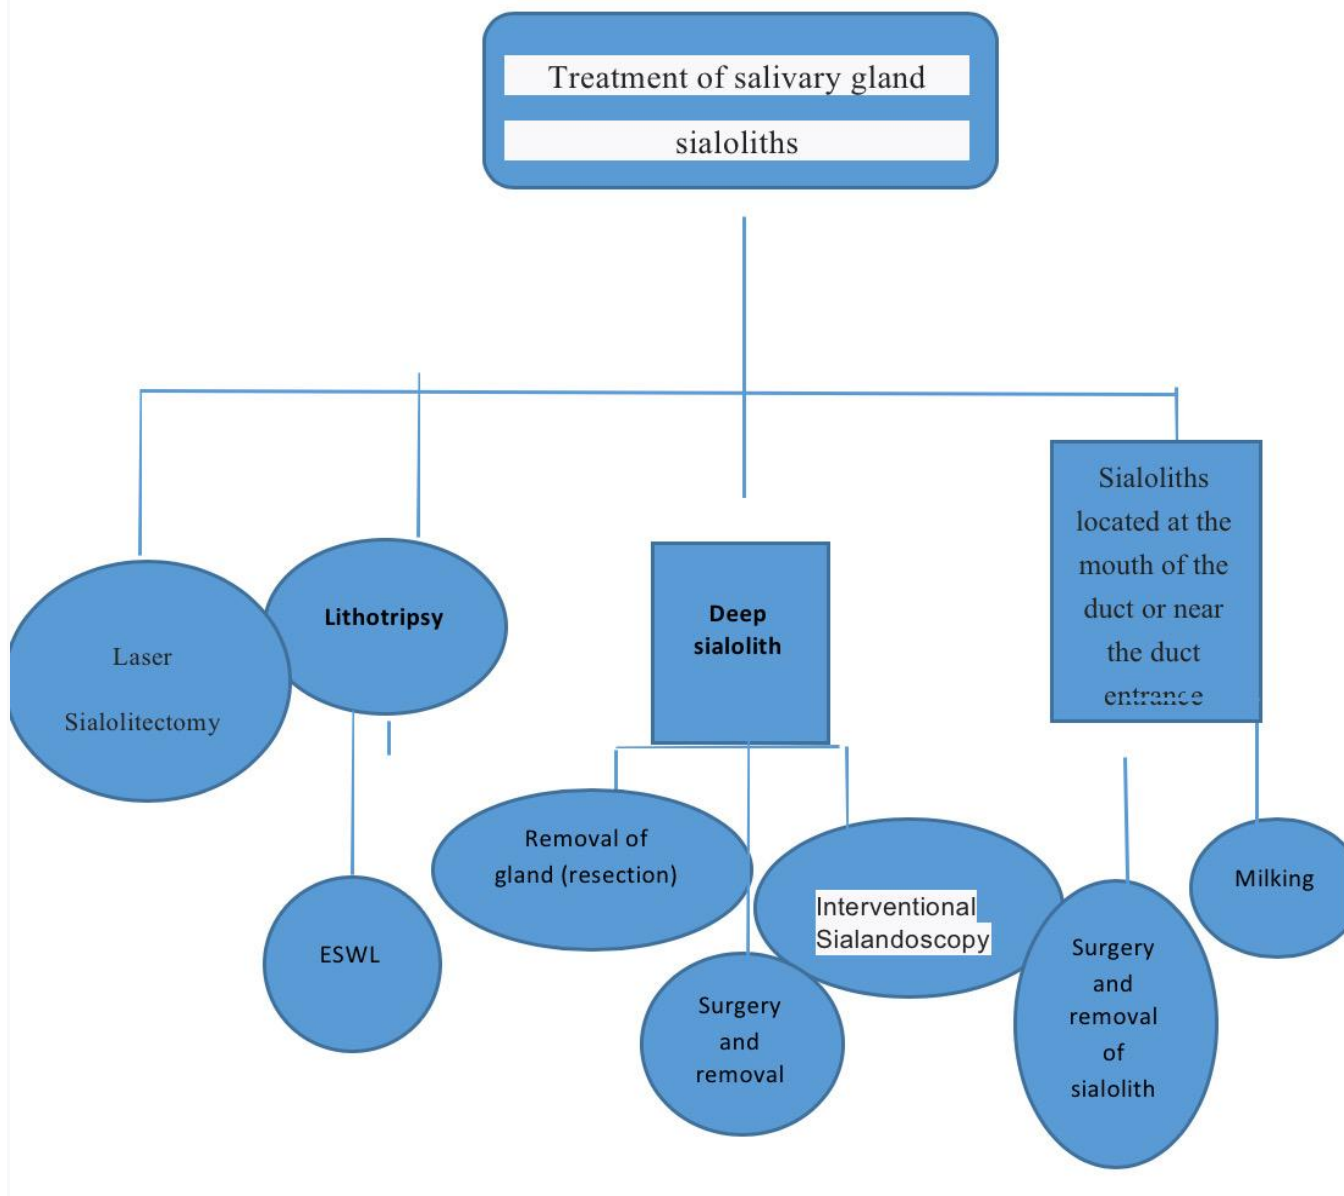 Treatment of salivary gland
sialoliths
Laser
Sialolitectomy
Lithotripsy
ESWL
Deep
sialolith
Removal of
gland (resection)
Surgery
and
removal
Interventional
Sialandoscopy
Sialoliths
located at the
mouth of the
duct or near
the duct
entrance
Surgery
and
removal
of
sialolith
Milking